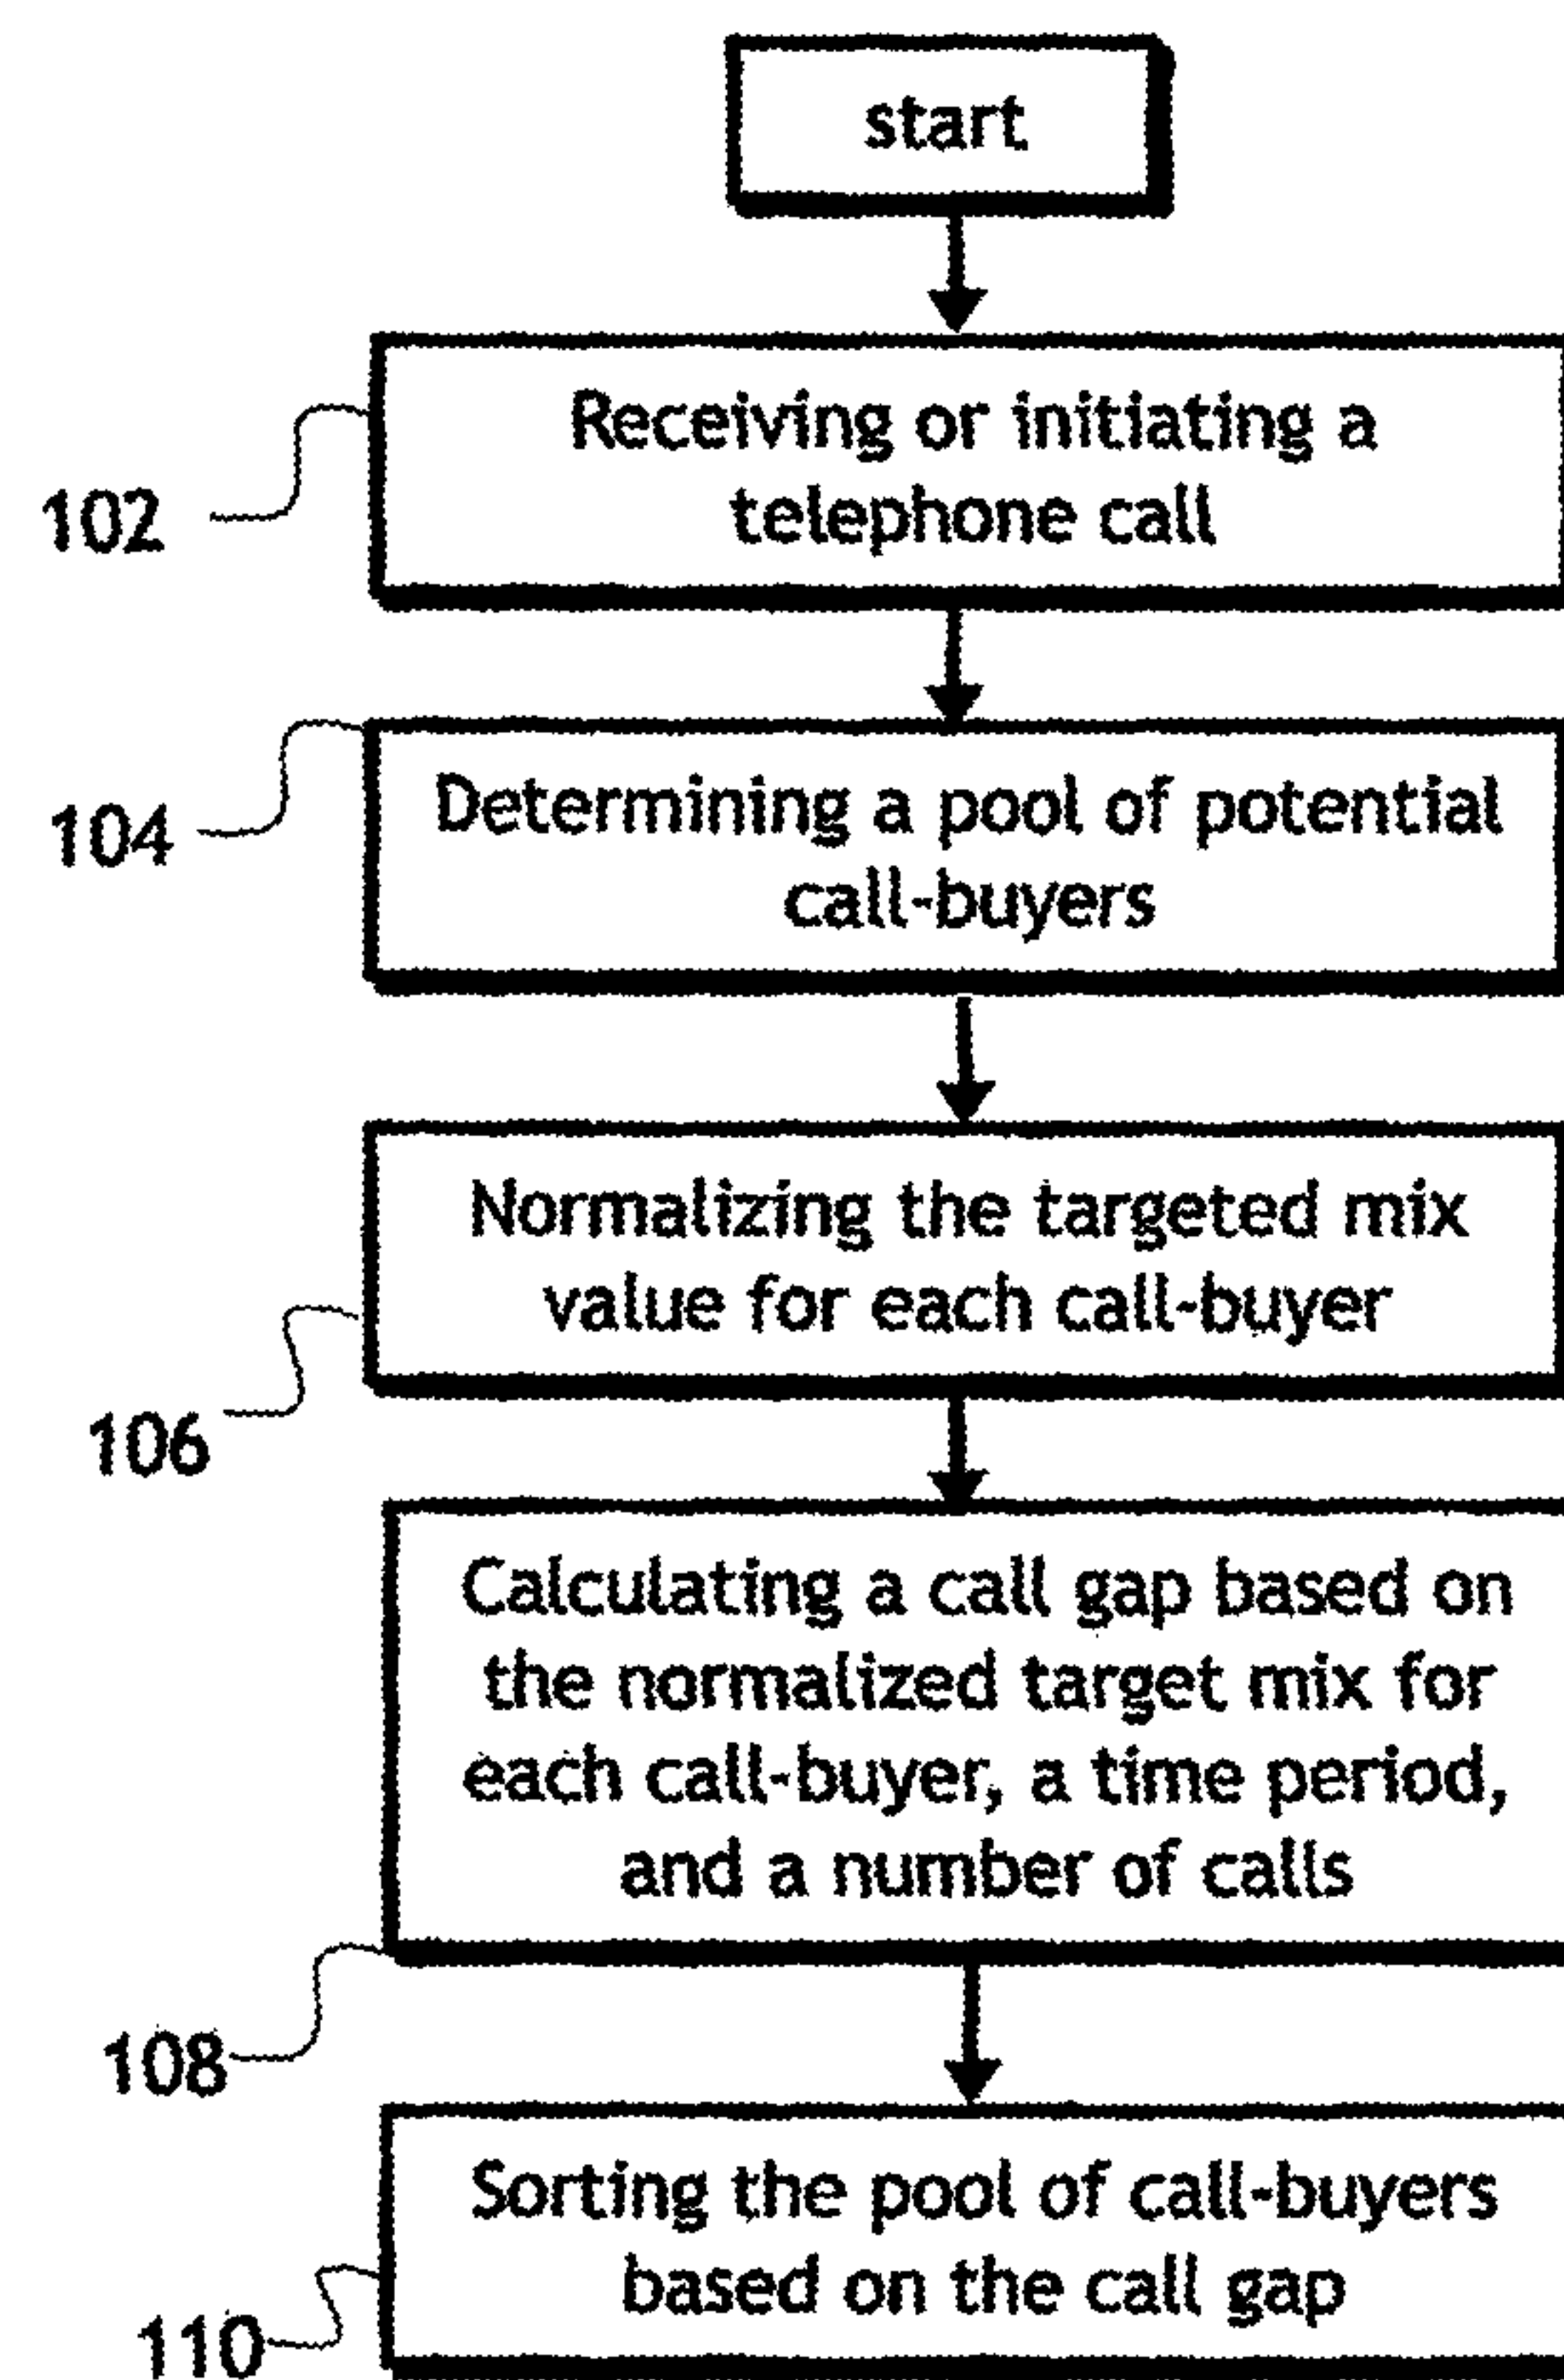 start
Receiving or initiating a
telephone call
102
Determining a pool of potential
call-buyers
104
Normalizing the targeted mix
value for each call-buyer
106
Calculating a call gap based on
the normalized target mix for
each call-buyer, a time period,
and a number of calls
108
Sorting the pool of call-buyers
based on the call gap
110